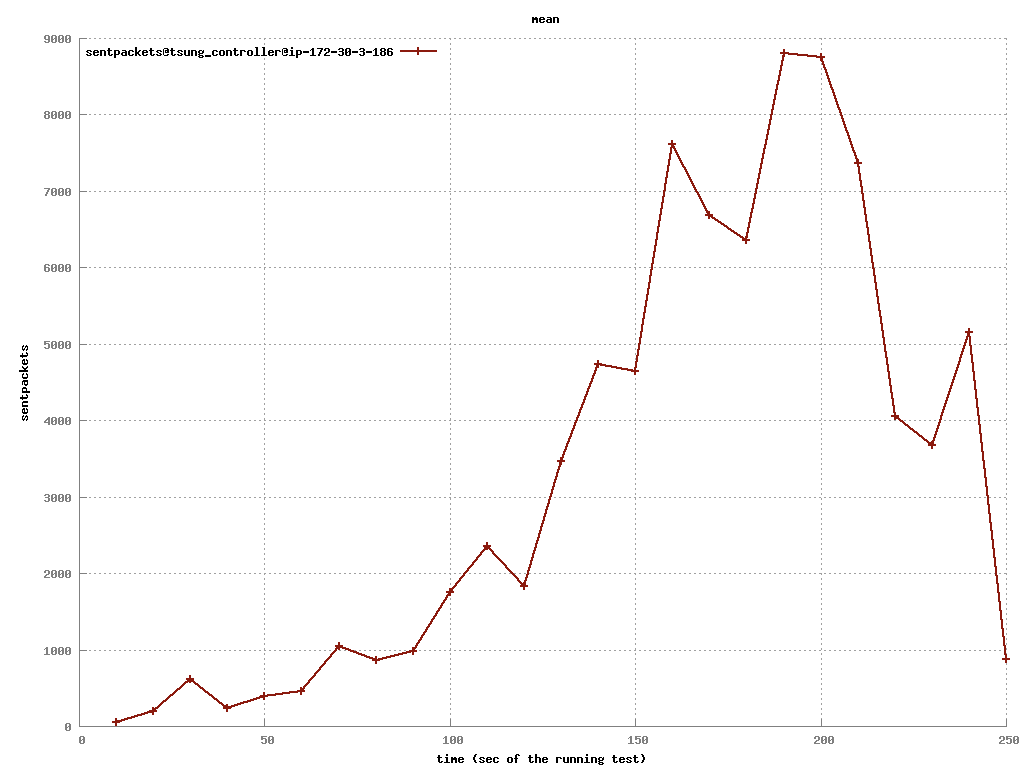 mean
sentpackets@tsung_controller@ip-172-30-3-186
9000
8000
7000
6000
5000
4000
3000
2000
1000
0
sentpackets
0 50 100 150 200 250
time (sec of the running test)